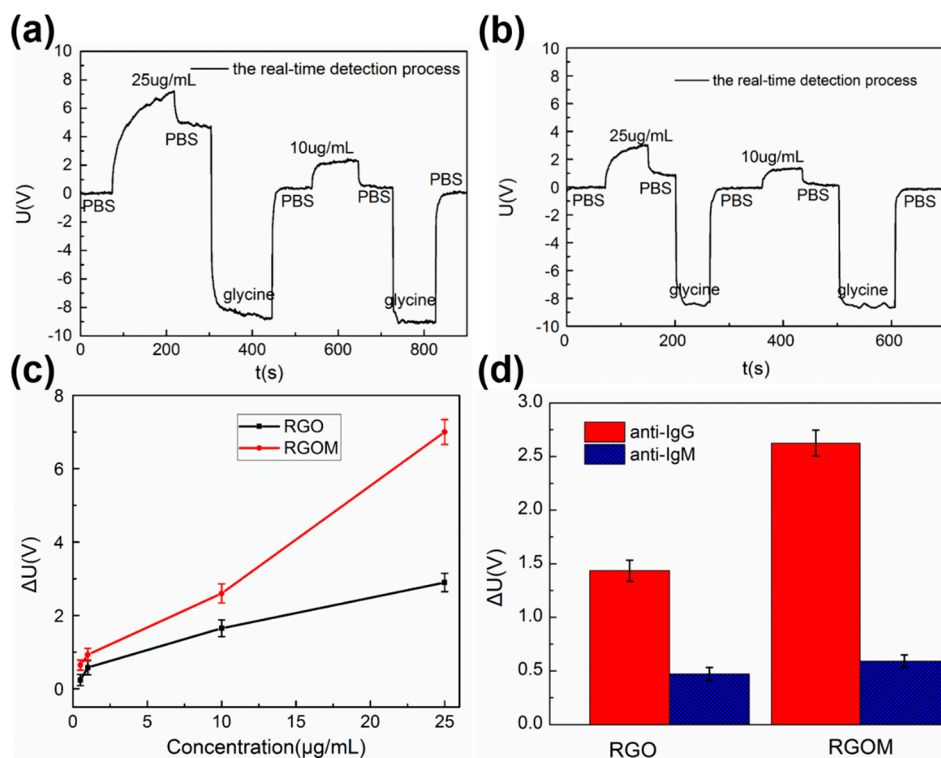 (a)
10
8
6
4
2
0
-2
-4
-6
-8
-10
U(V)
the real-time detection process
25ug/mL
PBS
PBS
10ug/mL
PBS
PBS
PBS
glycine
glycine
0 200 400 600 800
t(s)
(b)
10
8
6
4
2
0
-2
-4
-6
-8
-10
U(V)
the real-time detection process
25ug/mL
PBS
PBS
10ug/mL
PBS
PBS
PBS
glycine
glycine
0 200 400 600
t(s)
(c)
8
6
4
2
0
ΔU(V)
RGO
RGOM
0 5 10 15 20 25
Concentration(μg/mL)
(d)
3.0
2.5
2.0
1.5
1.0
0.5
0.0
ΔU(V)
anti-IgG
anti-IgM
RGO RGOM